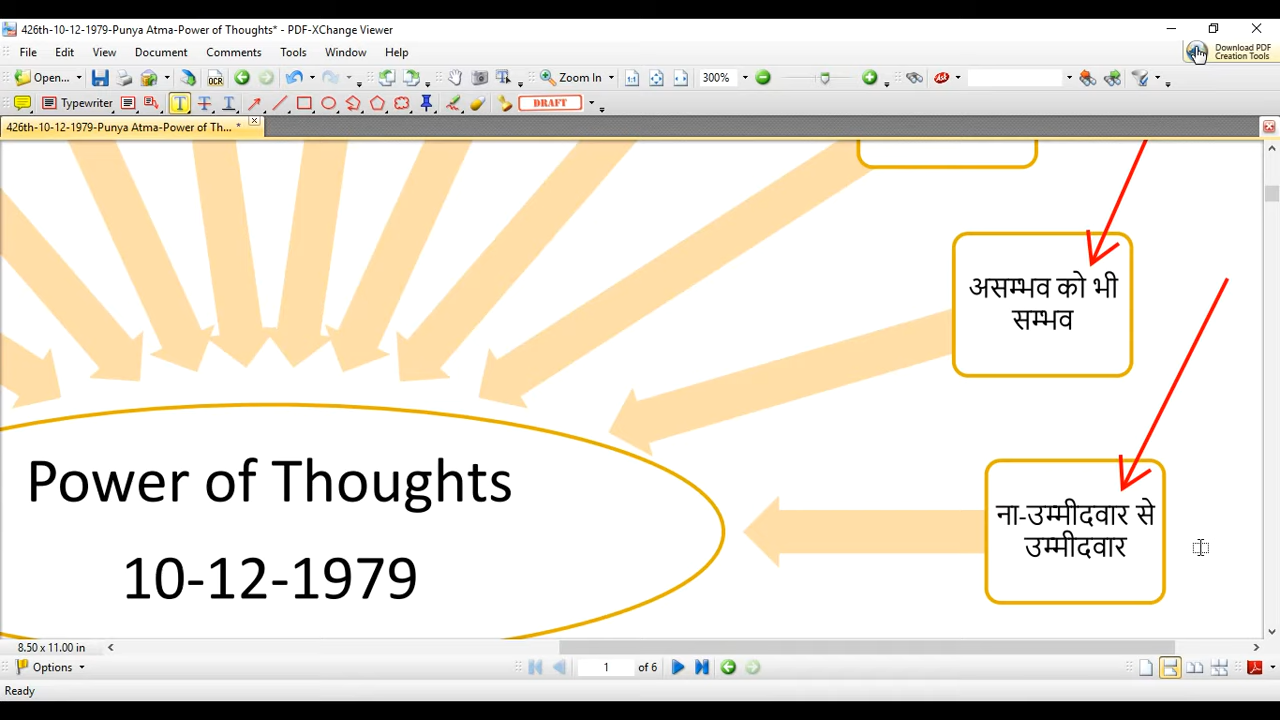 426th-10-12-1979-Punya Atma-Power of Thoughts* - PDF-XChange Viewer
File Edit View Document Comments Tools Window Help
Download PDF
Creation Tools
Open... OCR Zoom In 300%
Typewriter DRAFT
426th-10-12-1979-Punya Atma-Power of Th... *
असम्भव को भी
सम्भव
Power of Thoughts
10-12-1979
ना-उम्मीदवार से
उम्मीदवार
8.50 x 11.00 in
Options 1 of 6
Ready